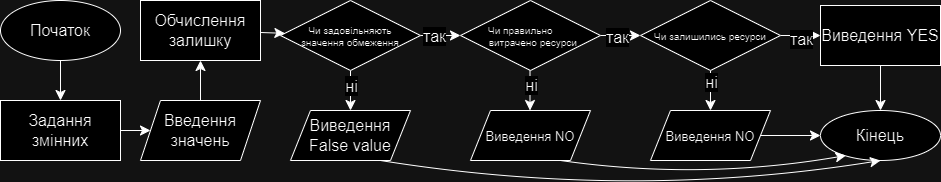 Початок
Задання
змінних
Введення
значень
Обчислення
залишку
Чи задовільняють
значення обмеження
так
ні
Виведення
False value
Чи правильно
витрачено ресурси
так
ні
Виведення NO
Чи залишились ресурси
так
ні
Виведення NO
Виведення YES
Кінець